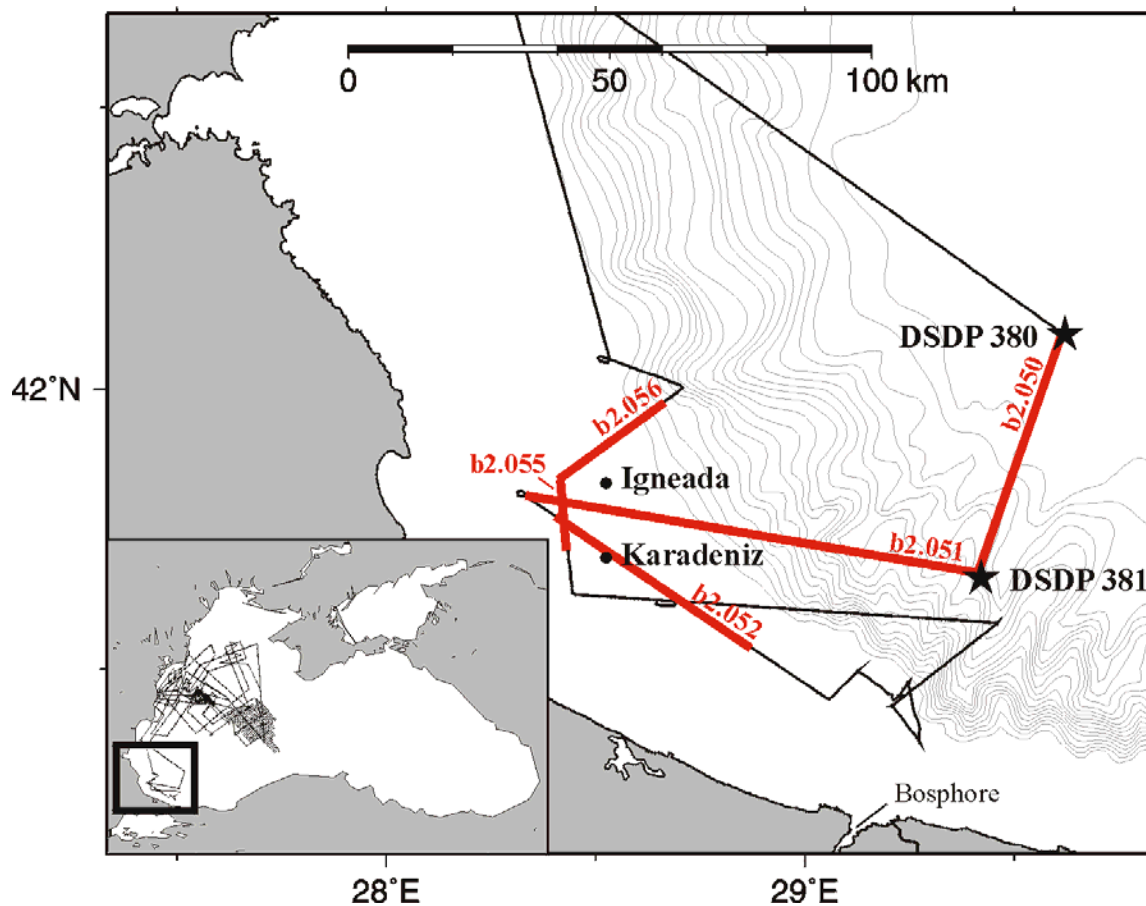 0
50
100 km
DSDP 380
b2.050
42°N
b2.056
b2.055
Igneada
b2.051
Karadeniz
DSDP 381
b2.052
Bosphore
28°E
29°E